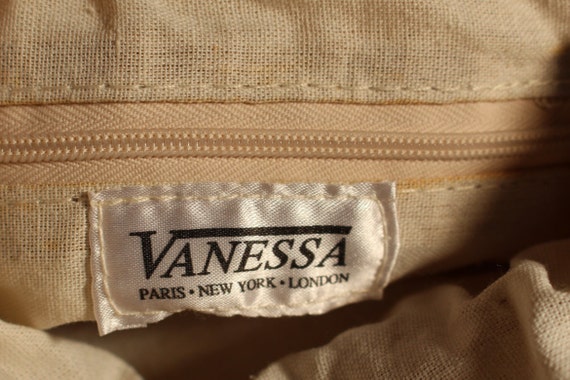 VANESSA
PARIS • NEW YORK • LONDON